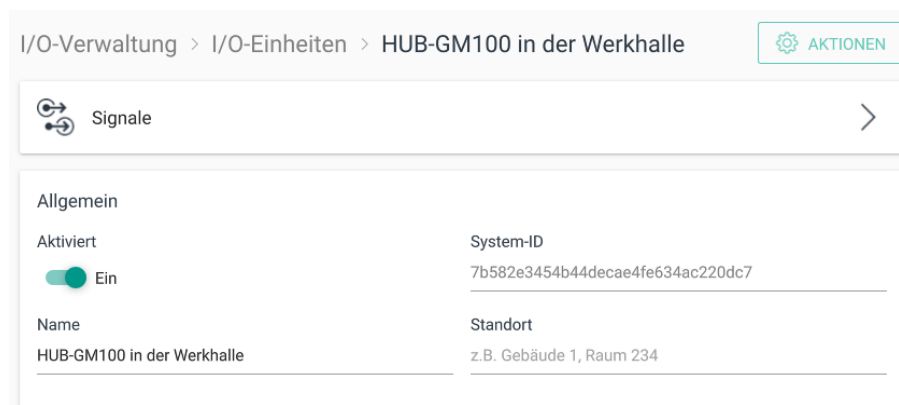 I/O-Verwaltung > I/O-Einheiten > HUB-GM100 in der Werkhalle AKTIONEN
Signale
Allgemein
Aktiviert
System-ID
Ein
7b582e3454b44decae4fe634ac220dc7
Name
Standort
HUB-GM100 in der Werkhalle
z.B. Gebäude 1, Raum 234